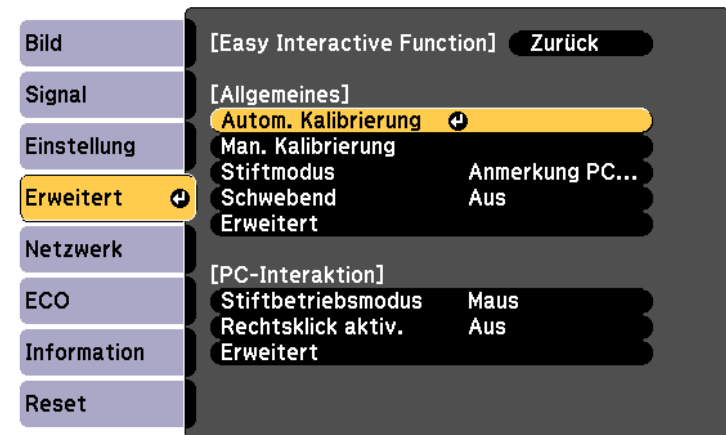 Bild
Signal
Einstellung
Erweitert
Netzwerk
ECO
Information
Reset
[Easy Interactive Function] Zurück
[Allgemeines]
Autom. Kalibrierung
Man. Kalibrierung
Stiftmodus Anmerkung PC...
Schwebend Aus
Erweitert
[PC-Interaktion]
Stiftbetriebsmodus Maus
Rechtsklick aktiv. Aus
Erweitert